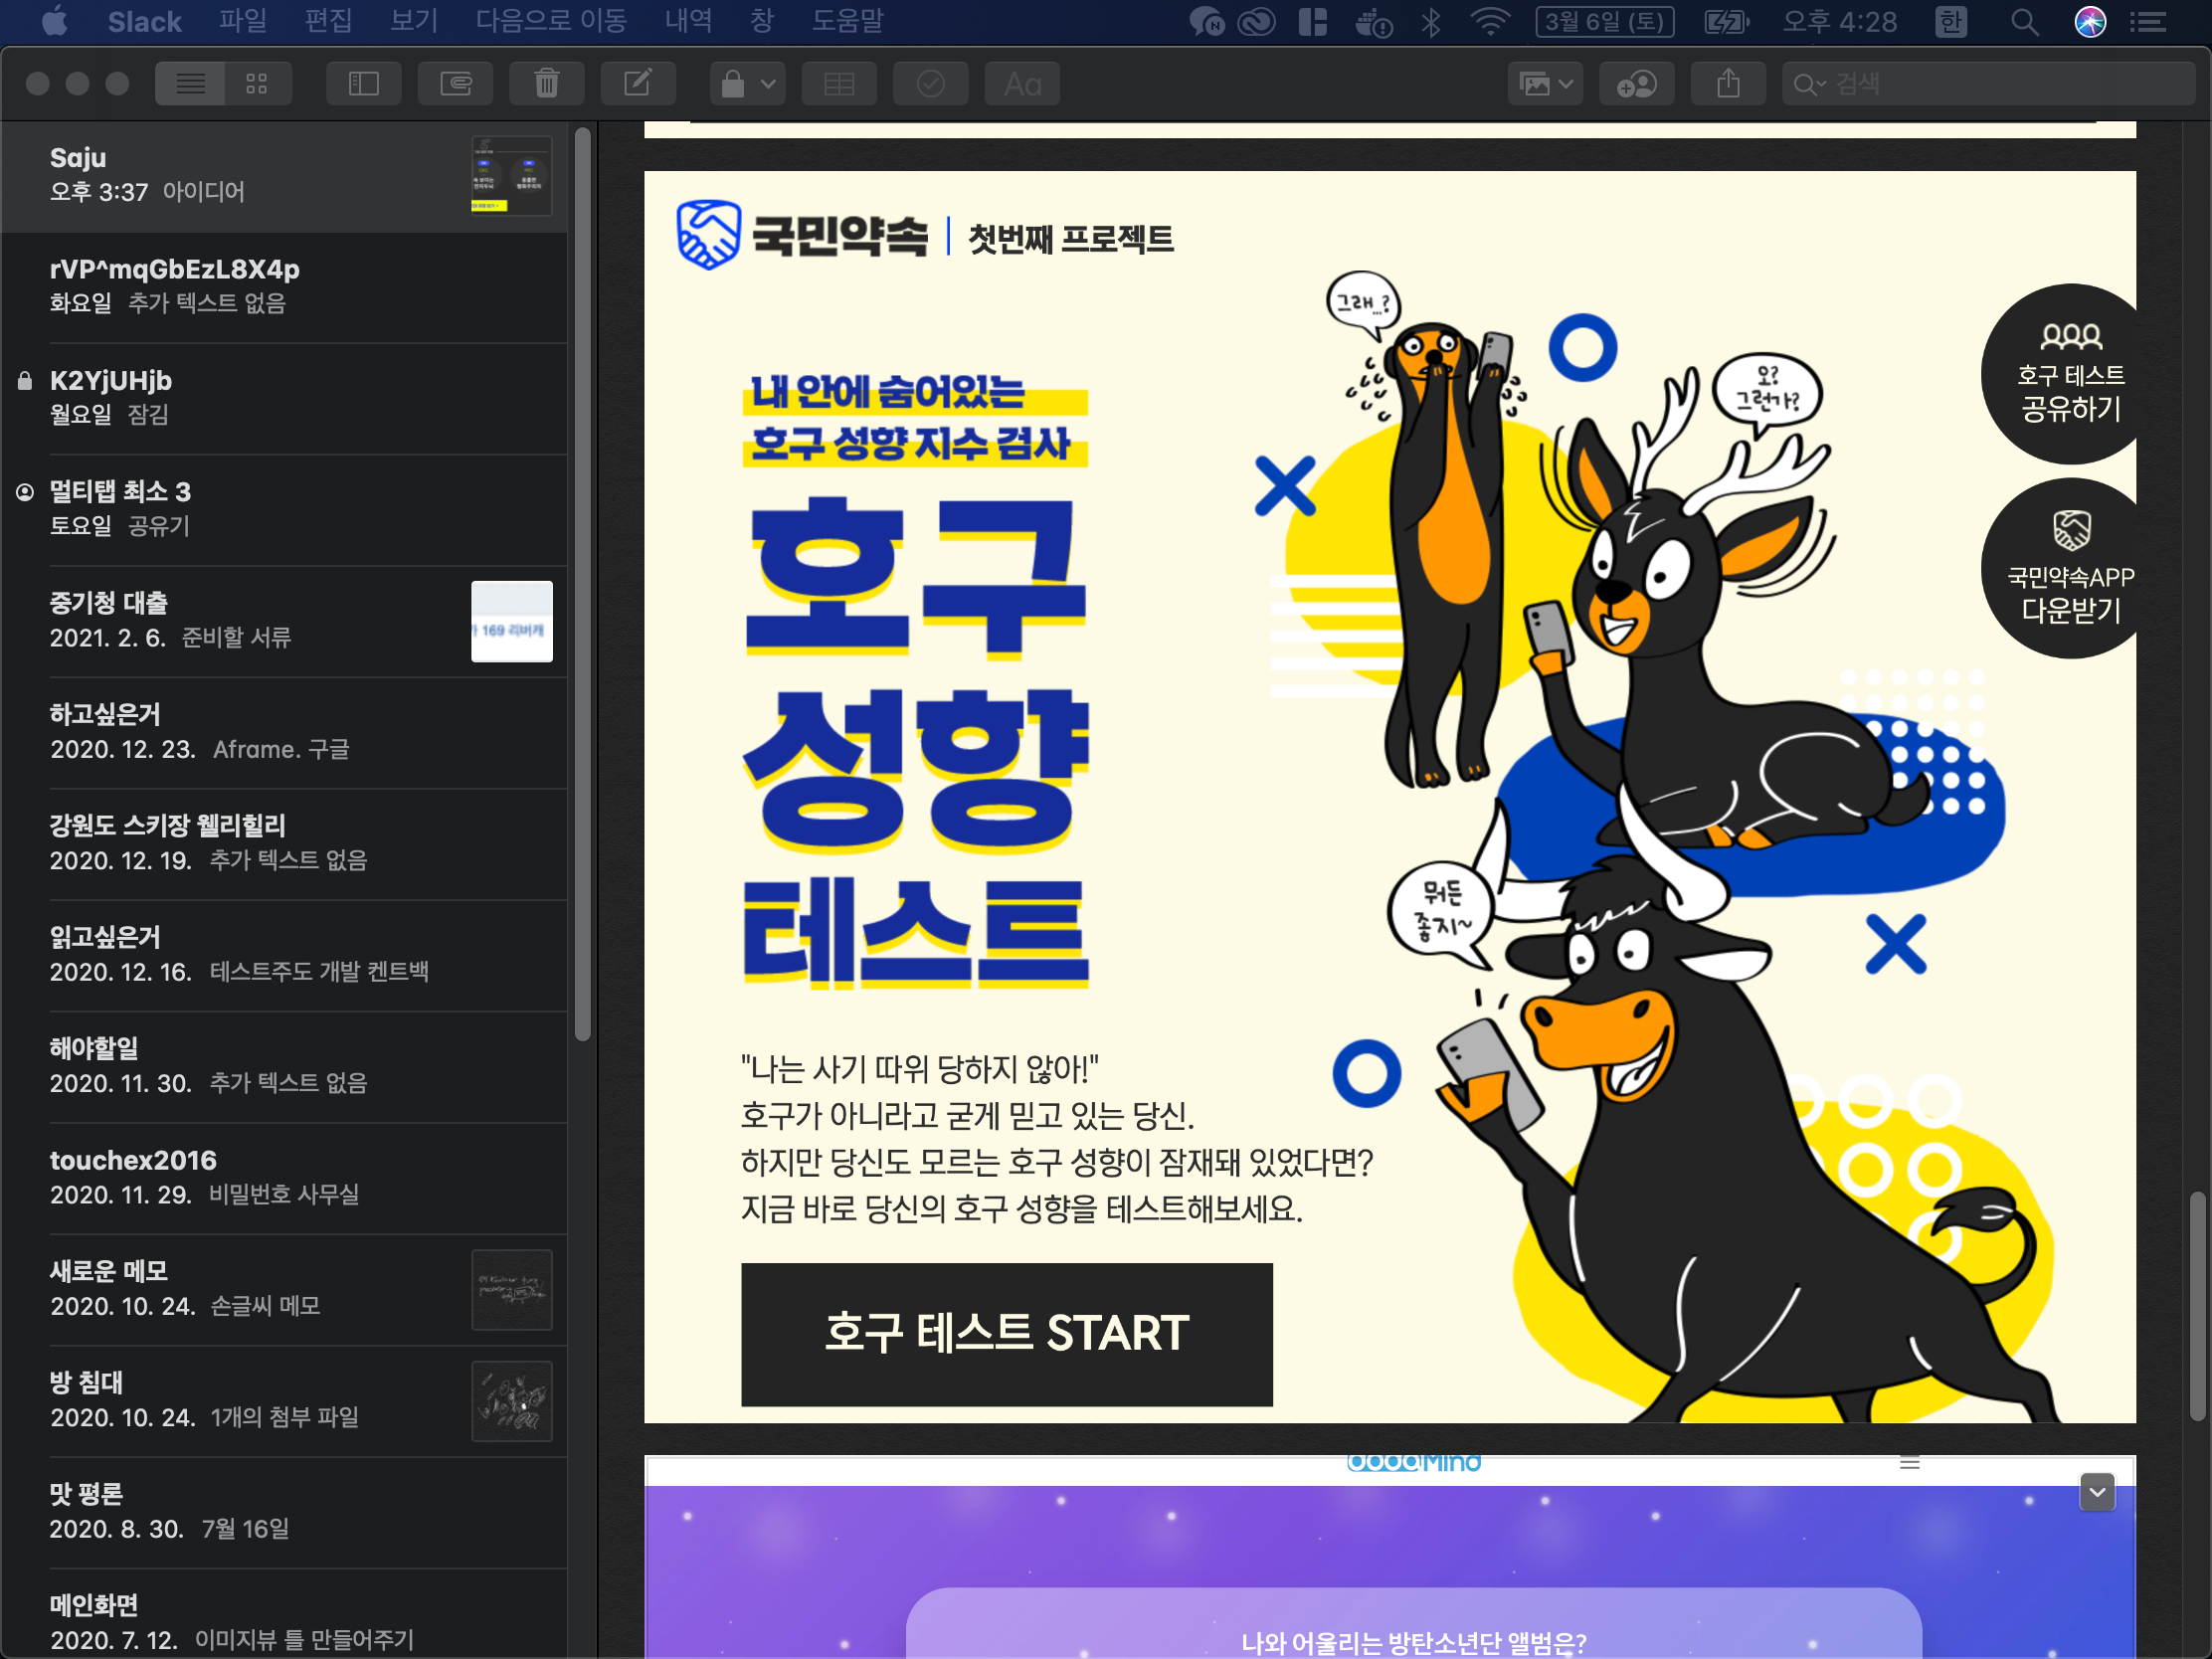 Slack 파일 편집 보기 다음으로 이동 내역 창 도움말 3월 6일 (토) 오후 4:28 한
Aa 검색
Saju
오후 3:37 아이디어
rVP^mqGbEzL8X4p
화요일 추가 텍스트 없음
K2YjUHjb
월요일 잠김
멀티탭 최소 3
토요일 공유기
중기청 대출
2021. 2. 6. 준비할 서류
169 리버캐
하고싶은거
2020. 12. 23. Aframe. 구글
강원도 스키장 웰리힐리
2020. 12. 19. 추가 텍스트 없음
읽고싶은거
2020. 12. 16. 테스트주도 개발 켄트백
해야할일
2020. 11. 30. 추가 텍스트 없음
touchex2016
2020. 11. 29. 비밀번호 사무실
새로운 메모
2020. 10. 24. 손글씨 메모
방 침대
2020. 10. 24. 1개의 첨부 파일
맛 평론
2020. 8. 30. 7월 16일
메인화면
2020. 7. 12. 이미지뷰 틀 만들어주기
국민약속 첫번째 프로젝트
그래..?
오?
그런가?
호구 테스트
공유하기
국민약속APP
다운받기
내 안에 숨어있는
호구 성향 지수 검사
호구
성향
테스트
뭐든
좋지~
"나는 사기 따위 당하지 않아!"
호구가 아니라고 굳게 믿고 있는 당신.
하지만 당신도 모르는 호구 성향이 잠재돼 있었다면?
지금 바로 당신의 호구 성향을 테스트해보세요.
호구 테스트 START
나와 어울리는 방탄소년단 앨범은?